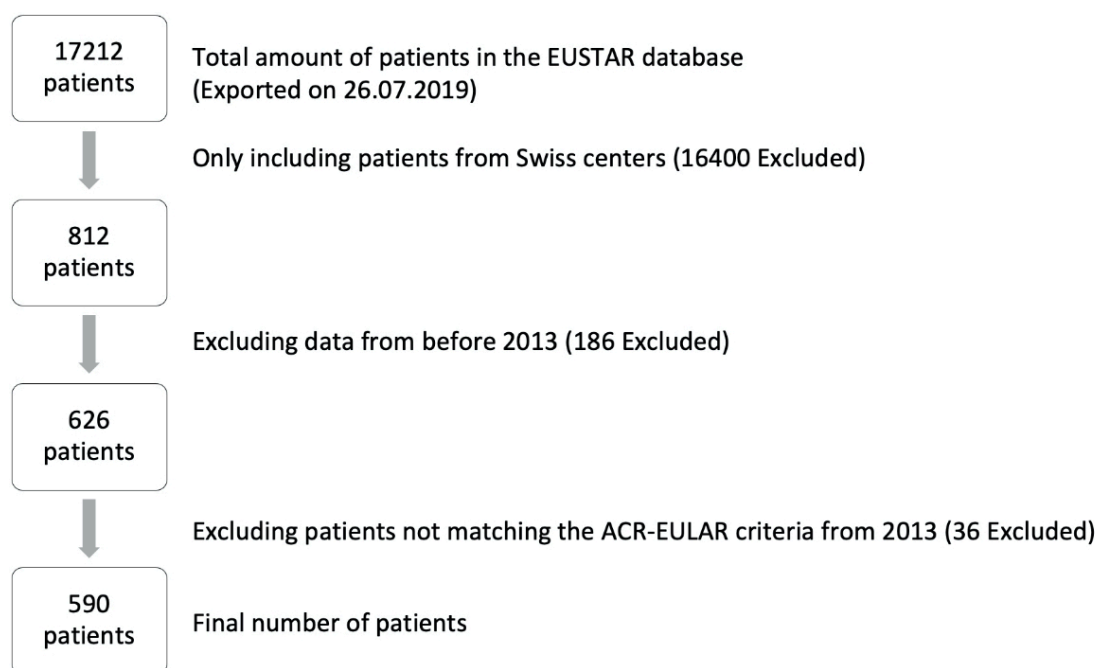 17212
patients
Total amount of patients in the EUSTAR database
(Exported on 26.07.2019)
Only including patients from Swiss centers (16400 Excluded)
812
patients
Excluding data from before 2013 (186 Excluded)
626
patients
Excluding patients not matching the ACR-EULAR criteria from 2013 (36 Excluded)
590
patients
Final number of patients